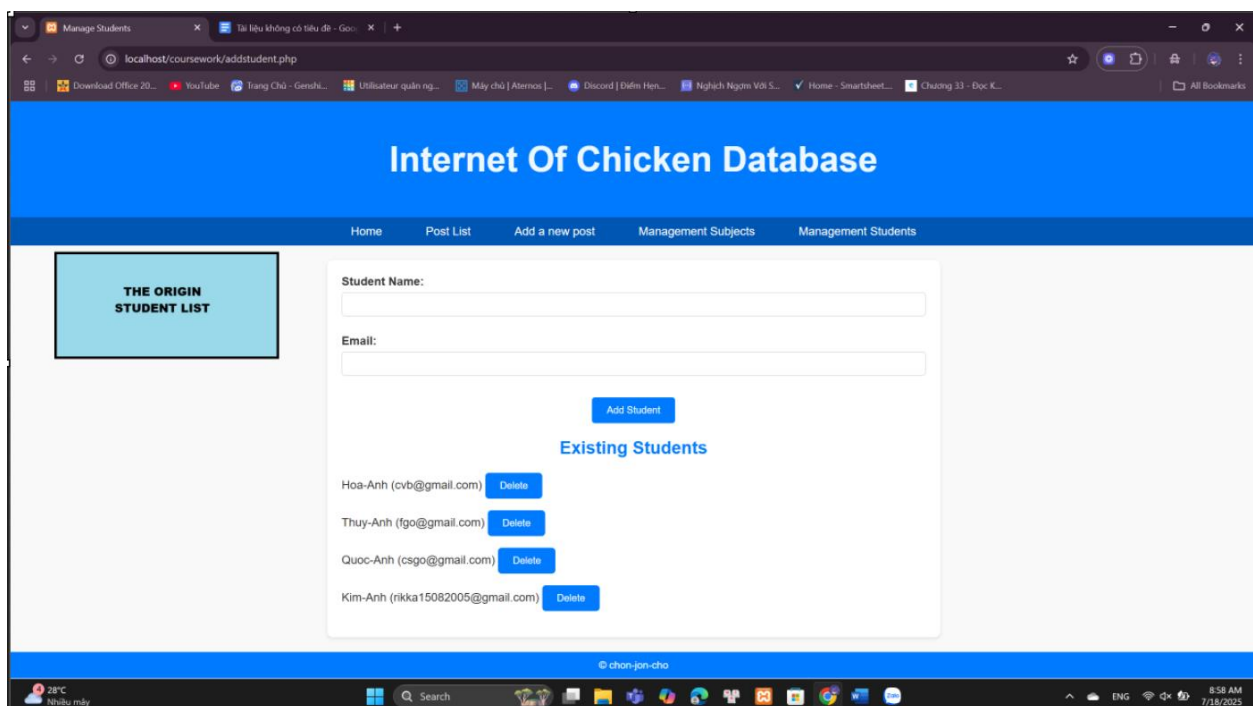 Manage Students
Tài liệu không có tiêu đề - Goo
localhost/coursework/addstudent.php
Download Office 20...
YouTube
Trang Chủ - Genshi...
Utilisateur quản ng...
Máy chủ | Aternos |...
Discord | Điểm Hẹn...
Nghịch Ngợm Với S...
Home - Smartsheet....
Chương 33 - Đọc K...
All Bookmarks
Internet Of Chicken Database
Home Post List Add a new post Management Subjects Management Students
THE ORIGIN
STUDENT LIST
Student Name:
Email:
Add Student
Existing Students
Hoa-Anh (cvb@gmail.com) Delete
Thuy-Anh (fgo@gmail.com) Delete
Quoc-Anh (csgo@gmail.com) Delete
Kim-Anh (rikka15082005@gmail.com) Delete
© chon-jon-cho
28°C
Nhiều mây
Search
ENG
8:58 AM
7/18/2025